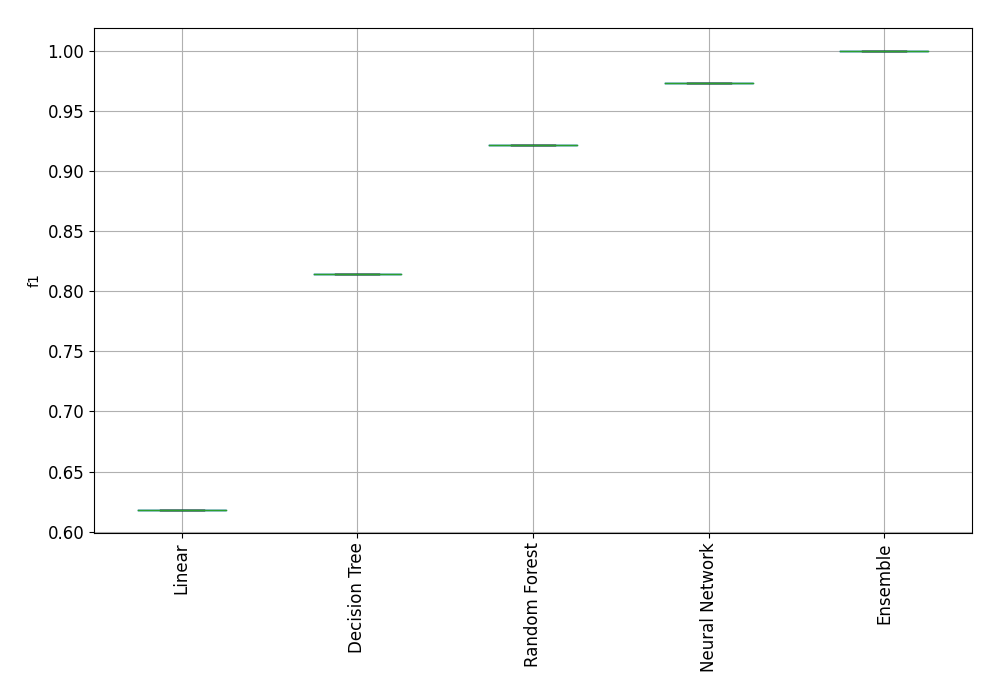 1.00
0.95
0.90
0.85
0.80
0.75
0.70
0.65
0.60
f1
Linear
Decision Tree
Random Forest
Neural Network
Ensemble